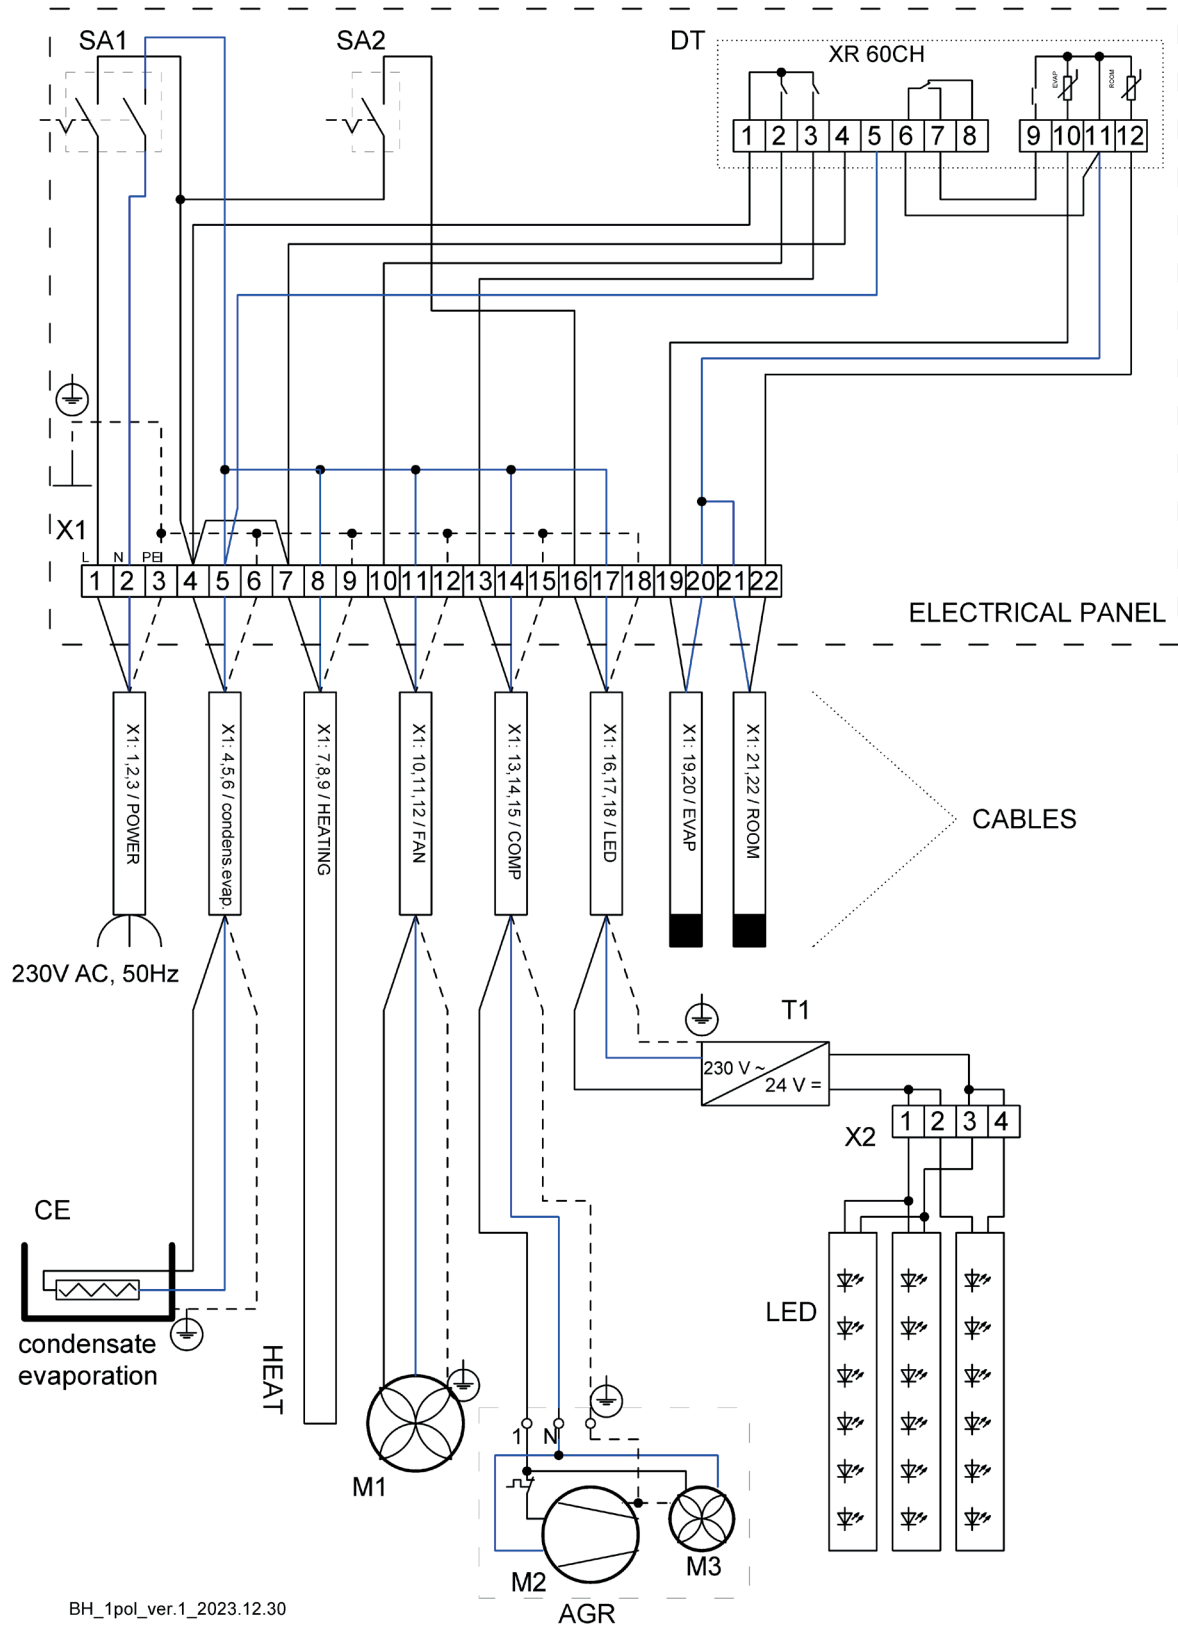 SA1
SA2
DT
XR 60CH
EVAP
ROOM
1 2 3 4 5 6 7 8
9 10 11 12
X1
L N PE
1 2 3 4 5 6 7 8 9 10 11 12 13 14 15 16 17 18 19 20 21 22
ELECTRICAL PANEL
X1: 1,2,3 / POWER
X1: 4,5,6 / condens.evap.
X1: 7,8,9 / HEATING
X1: 10,11,12 / FAN
X1: 13,14,15 / COMP
X1: 16,17,18 / LED
X1: 19,20 / EVAP
X1: 21,22 / ROOM
CABLES
230V AC, 50Hz
T1
230 V ~
24 V =
X2
1 2 3 4
CE
condensate
evaporation
HEAT
LED
M1
1 N
M2
M3
AGR
BH_1pol_ver.1_2023.12.30